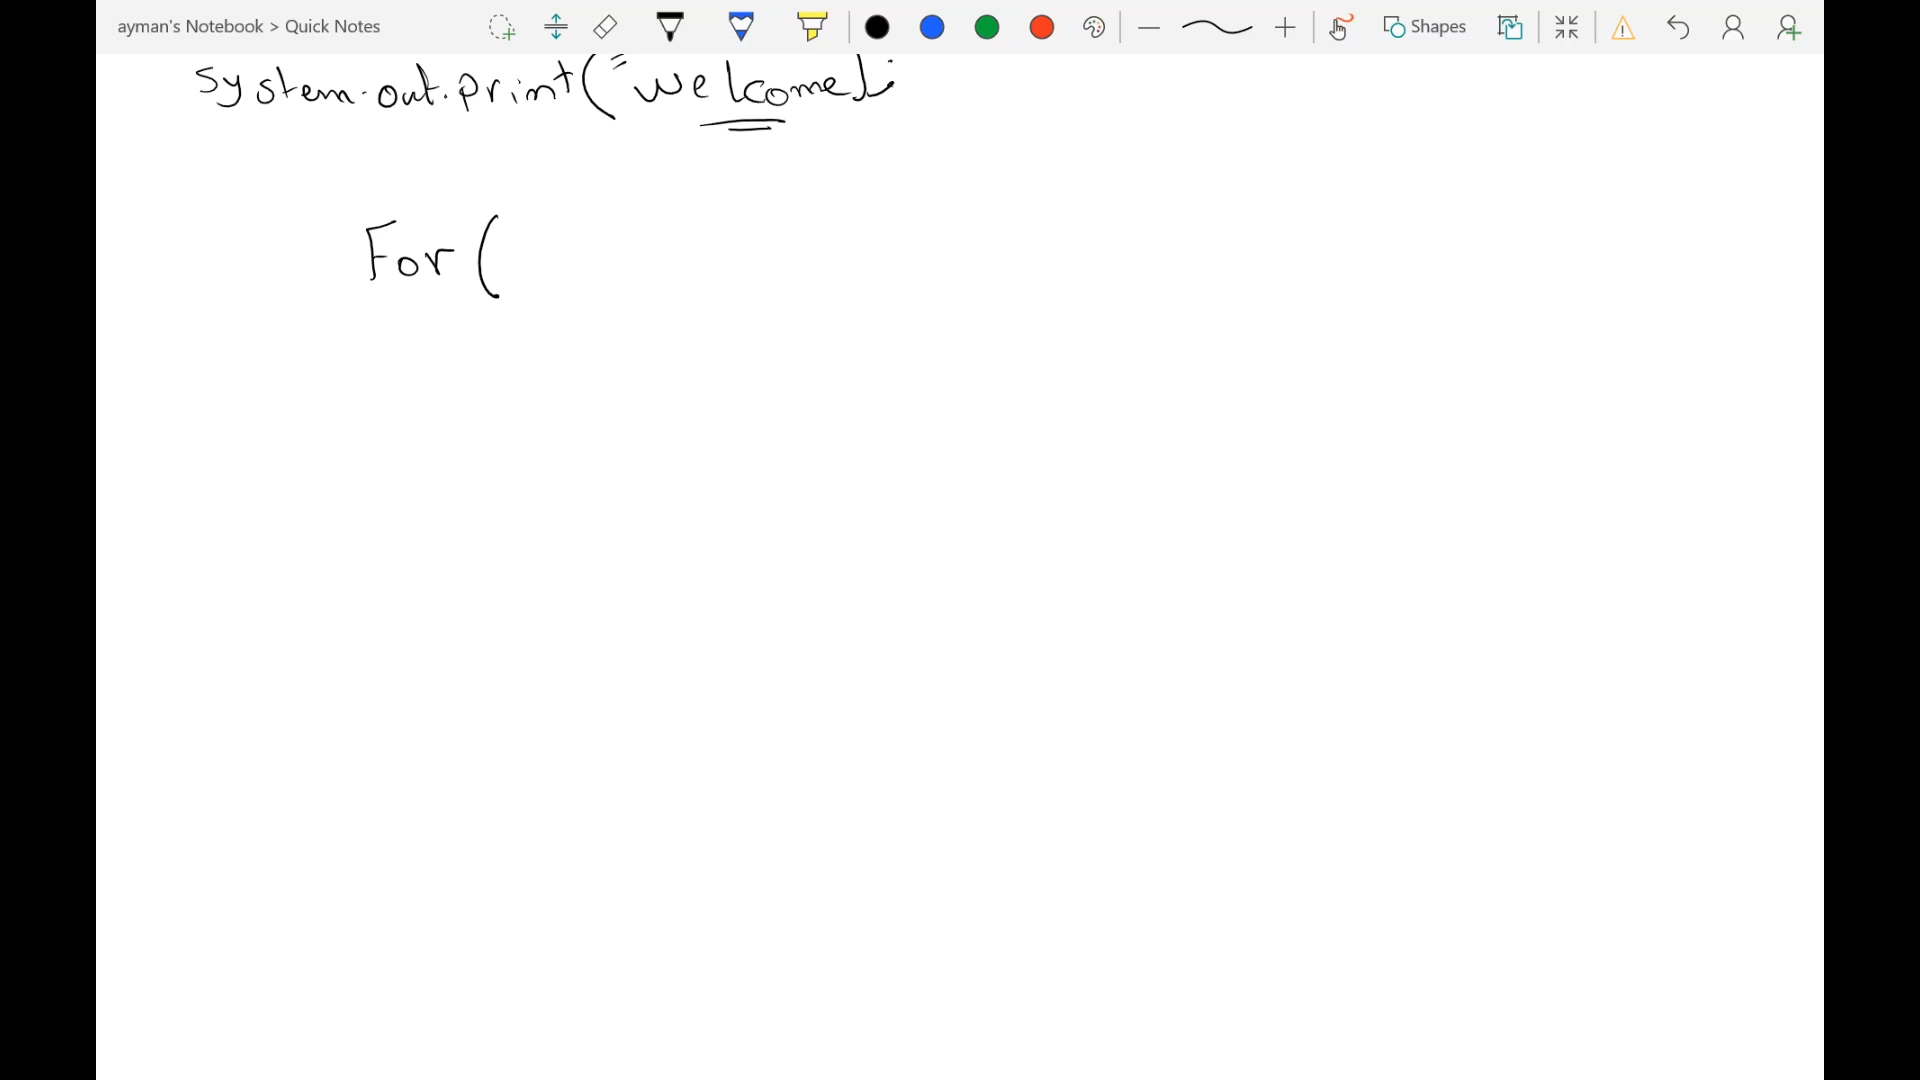 ayman's Notebook > Quick Notes
Shapes
system.out.print("welcome);
For (